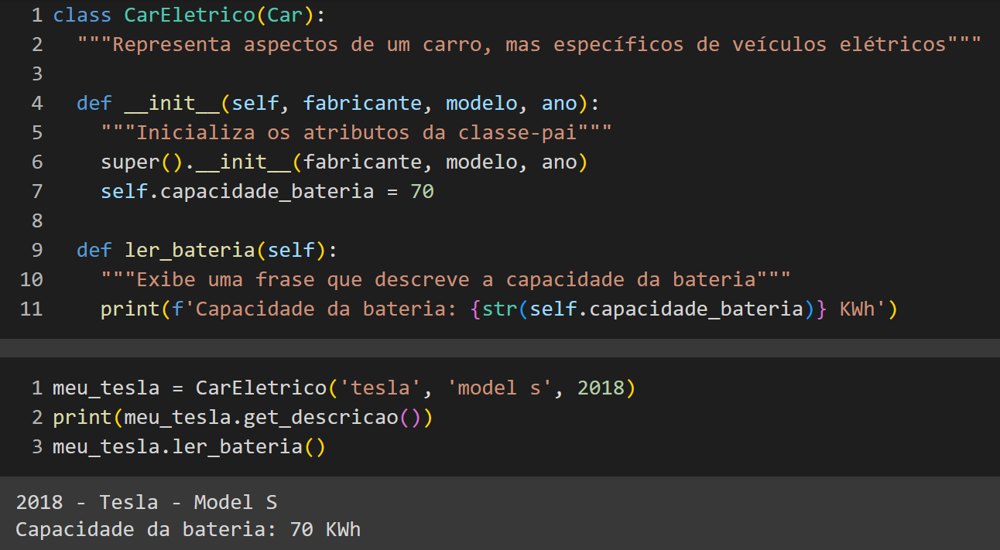 1 class CarEletrico(Car):
2   """Representa aspectos de um carro, mas específicos de veículos elétricos"""
3
4   def __init__(self, fabricante, modelo, ano):
5     """Inicializa os atributos da classe-pai"""
6     super().__init__(fabricante, modelo, ano)
7     self.capacidade_bateria = 70
8
9   def ler_bateria(self):
10     """Exibe uma frase que descreve a capacidade da bateria"""
11     print(f'Capacidade da bateria: {str(self.capacidade_bateria)} KWh')
1 meu_tesla = CarEletrico('tesla', 'model s', 2018)
2 print(meu_tesla.get_descricao())
3 meu_tesla.ler_bateria()
2018 - Tesla - Model S
Capacidade da bateria: 70 KWh